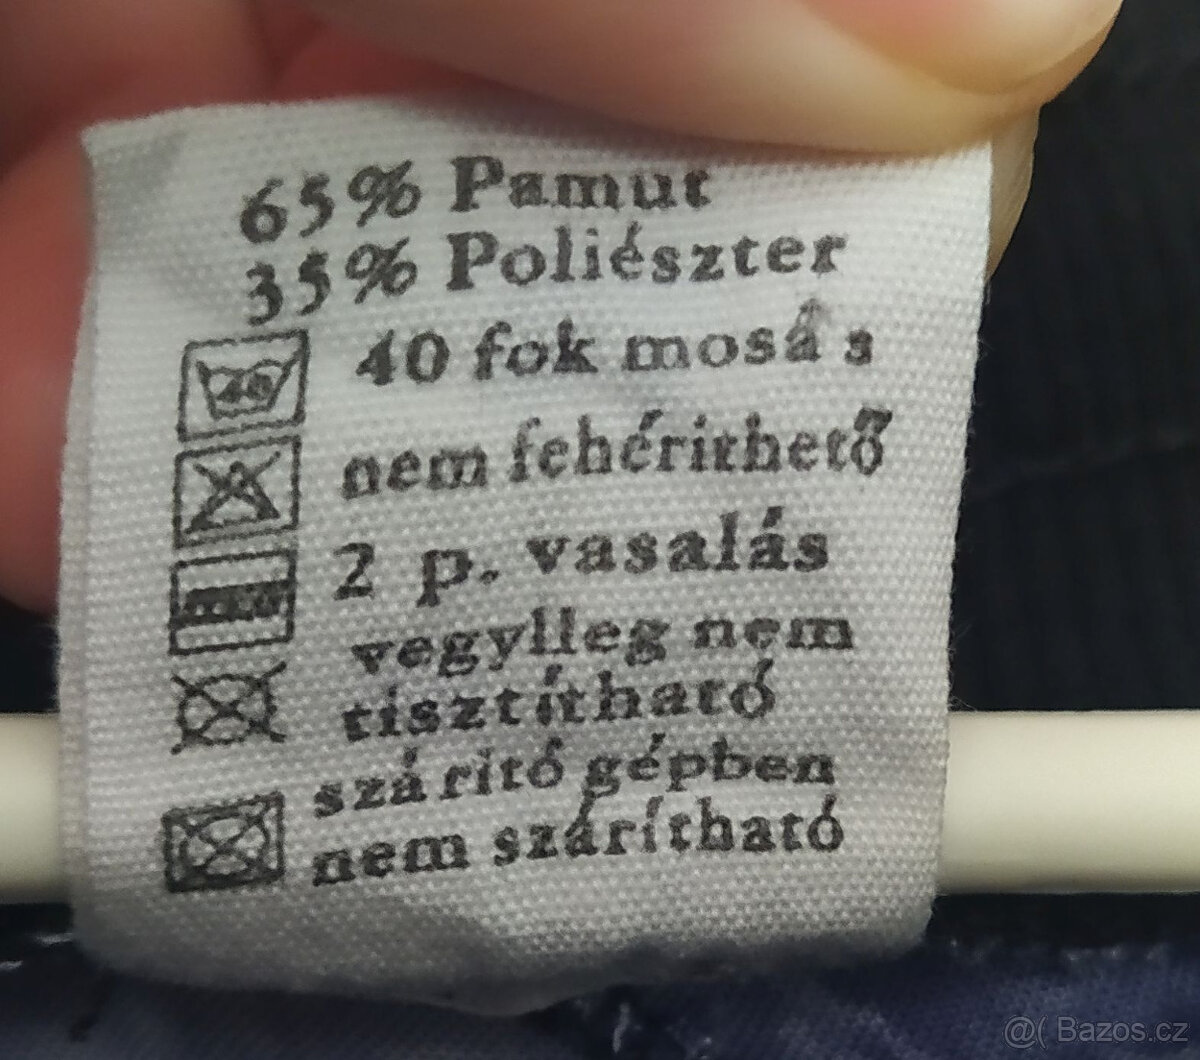 65% Pamut
35% Poliészter
40 40 fok mosás
nem fehéríthető
2 p. vasalás
vegyileg nem
tisztítható
szárító gépben
nem szárítható
@( Bazos.cz